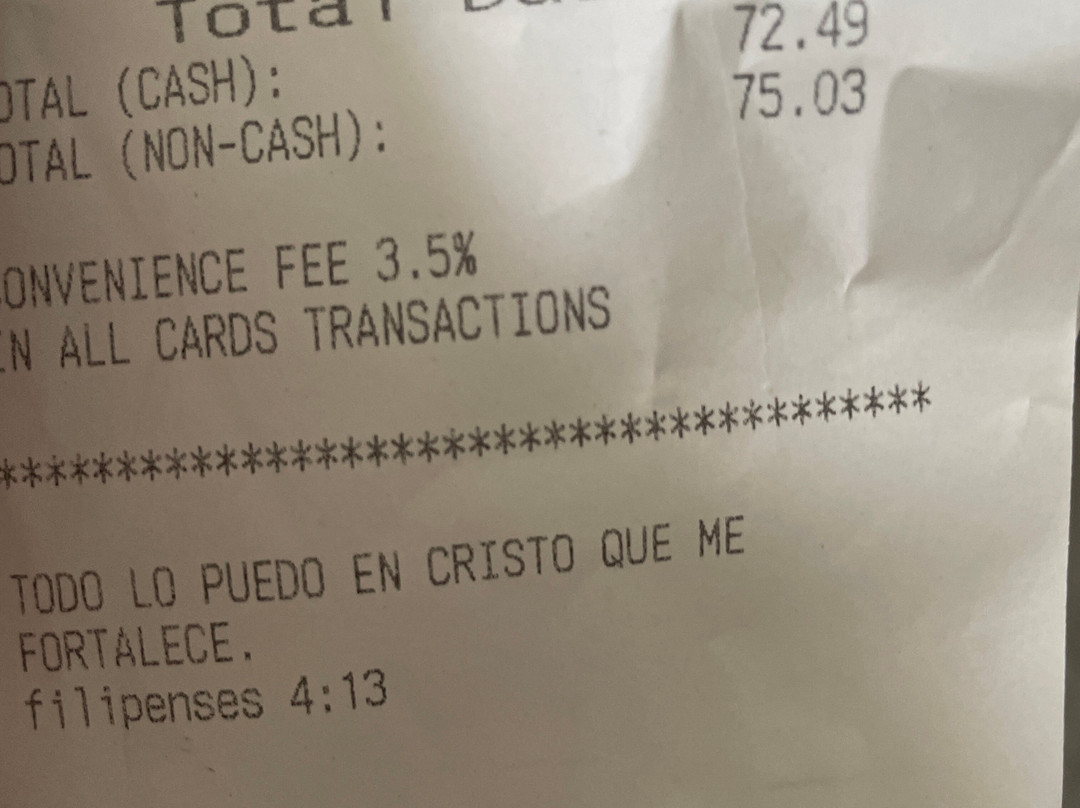 Total
72.49
OTAL (CASH):
75.03
OTAL (NON-CASH):
ONVENIENCE FEE 3.5%
N ALL CARDS TRANSACTIONS
*************************************
TODO LO PUEDO EN CRISTO QUE ME
FORTALECE.
filipenses 4:13